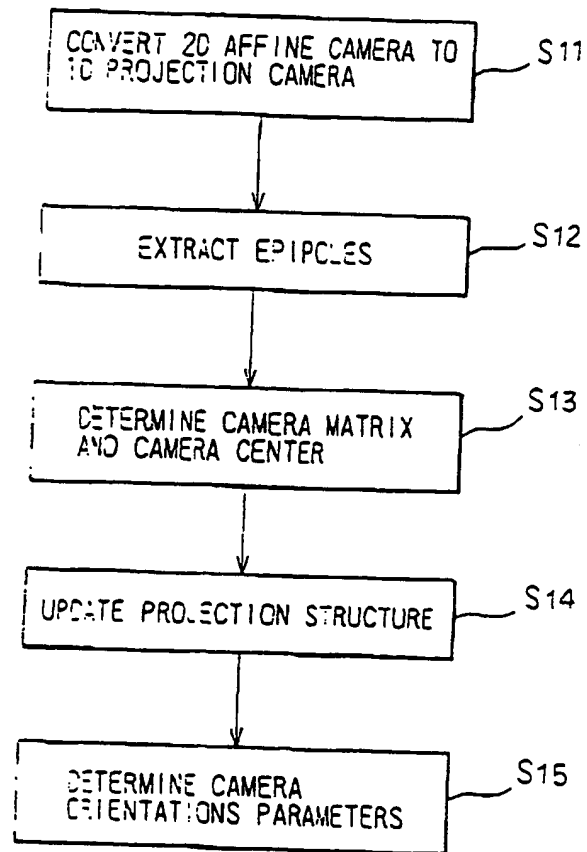 CONVERT 2D AFFINE CAMERA TO
1D PROJECTION CAMERA
S11
EXTRACT EPIPOLES
S12
DETERMINE CAMERA MATRIX
AND CAMERA CENTER
S13
UPDATE PROJECTION STRUCTURE
S14
DETERMINE CAMERA
ORIENTATIONS PARAMETERS
S15